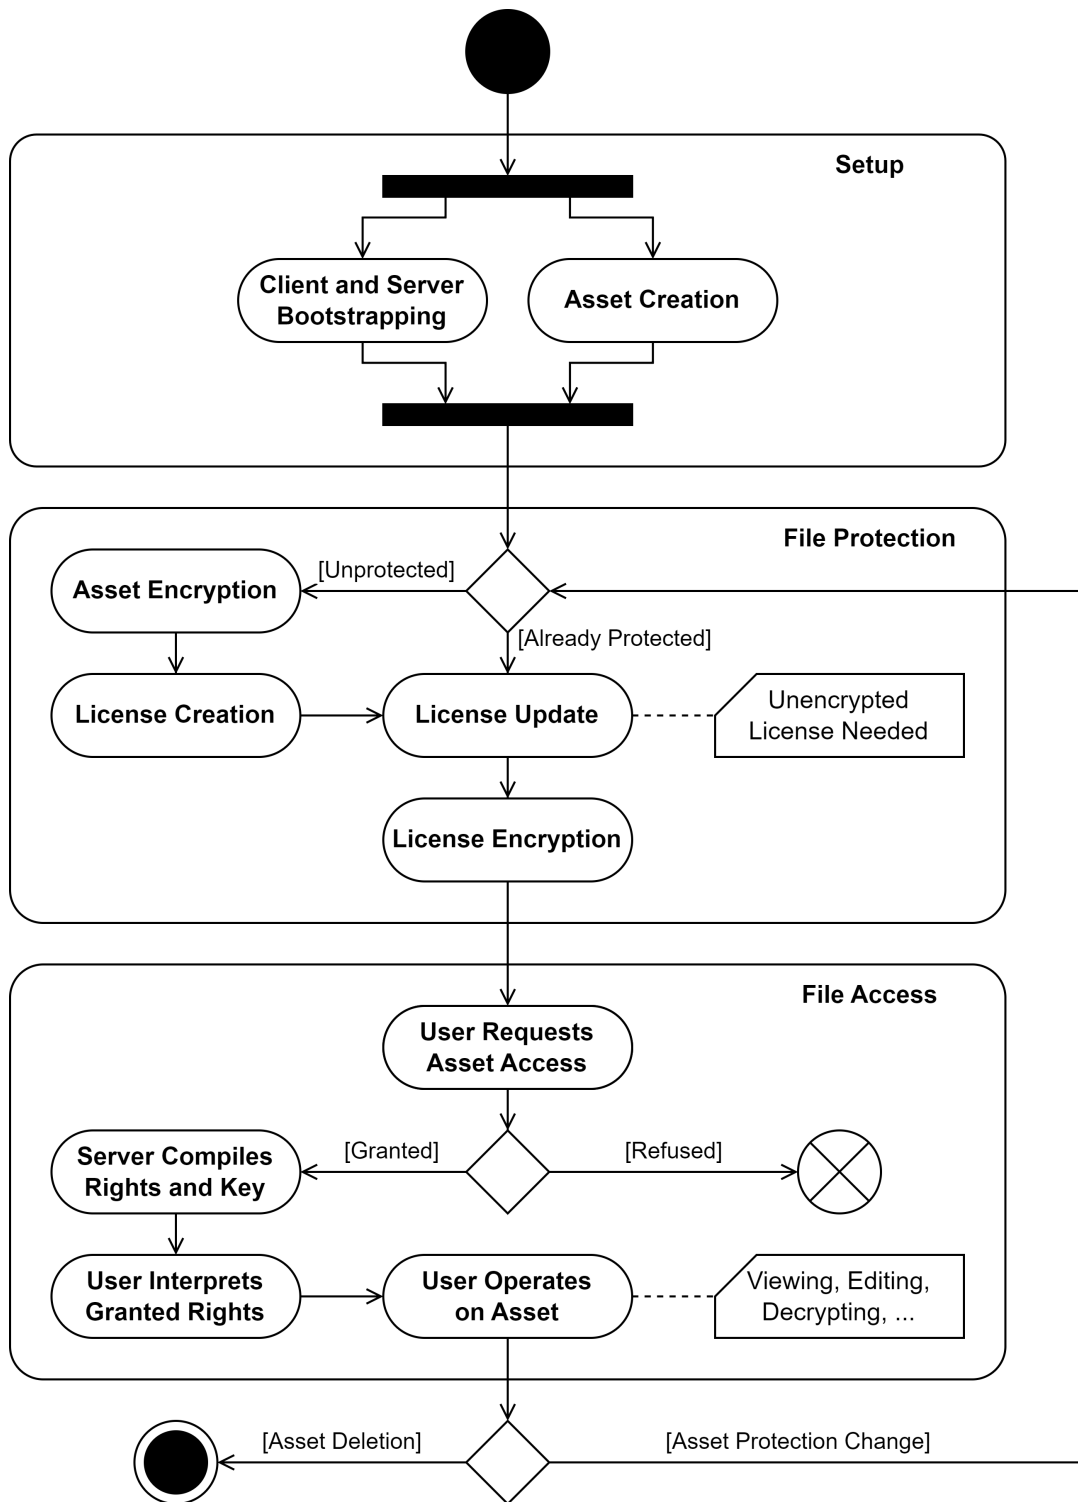 Setup
Client and Server
Bootstrapping
Asset Creation
File Protection
[Unprotected]
Asset Encryption
[Already Protected]
License Creation
License Update
Unencrypted
License Needed
License Encryption
File Access
User Requests
Asset Access
[Granted]
[Refused]
Server Compiles
Rights and Key
User Interprets
Granted Rights
User Operates
on Asset
Viewing, Editing,
Decrypting, ...
[Asset Deletion]
[Asset Protection Change]